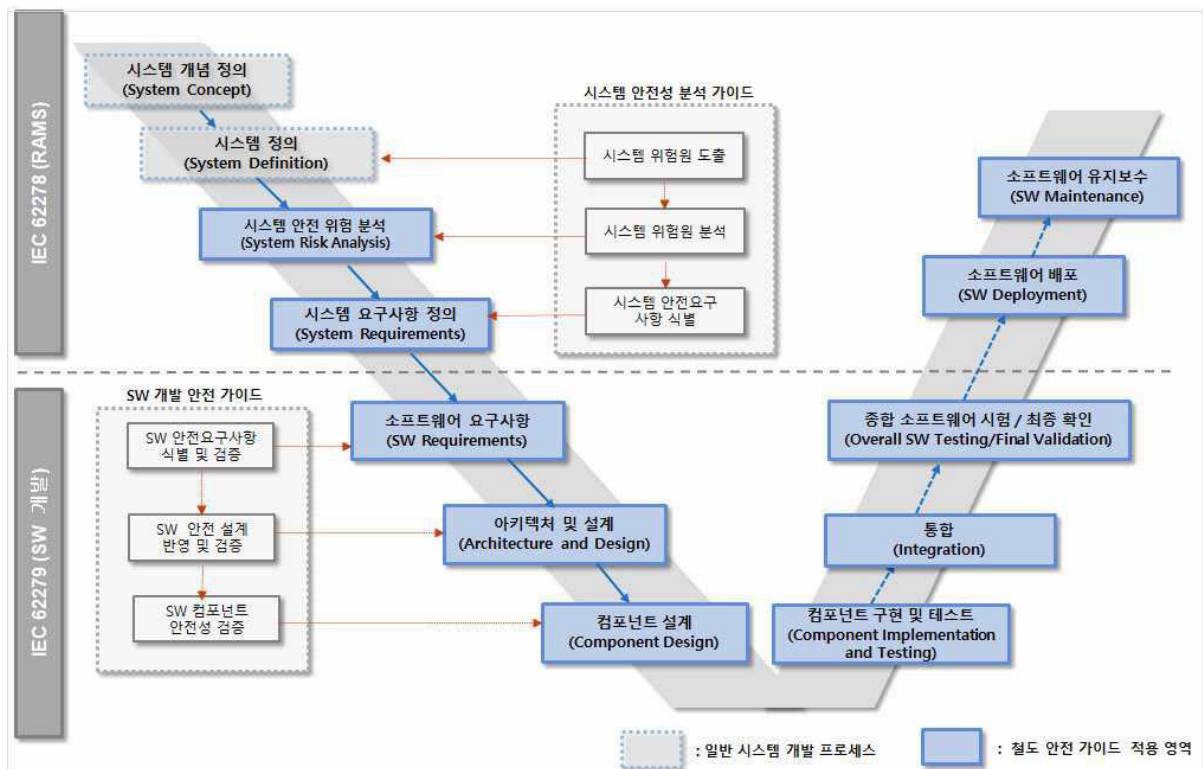 IEC 62278 (RAMS)
시스템 개념 정의
(System Concept)
시스템 정의
(System Definition)
시스템 안전 위험 분석
(System Risk Analysis)
시스템 요구사항 정의
(System Requirements)
시스템 안전성 분석 가이드
시스템 위험원 도출
시스템 위험원 분석
시스템 안전요구
사항 식별
소프트웨어 유지보수
(SW Maintenance)
소프트웨어 배포
(SW Deployment)
IEC 62279 (SW 개발)
SW 개발 안전 가이드
SW 안전요구사항
식별 및 검증
SW 안전 설계
반영 및 검증
SW 컴포넌트
안전성 검증
소프트웨어 요구사항
(SW Requirements)
아키텍처 및 설계
(Architecture and Design)
컴포넌트 설계
(Component Design)
종합 소프트웨어 시험 / 최종 확인
(Overall SW Testing/Final Validation)
통합
(Integration)
컴포넌트 구현 및 테스트
(Component Implementation
and Testing)
: 일반 시스템 개발 프로세스
: 철도 안전 가이드 적용 영역